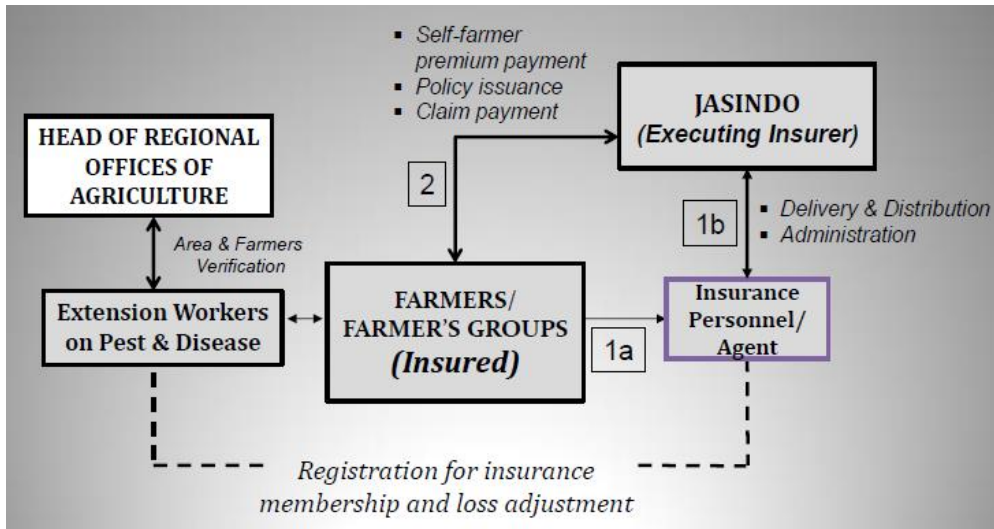 ▪ Self-farmer
premium payment
▪ Policy issuance
▪ Claim payment
JASINDO
(Executing Insurer)
HEAD OF REGIONAL
OFFICES OF
AGRICULTURE
2
1b
▪ Delivery & Distribution
▪ Administration
Area & Farmers
Verification
Extension Workers
on Pest & Disease
FARMERS/
FARMER'S GROUPS
(Insured)
1a
Insurance
Personnel/
Agent
Registration for insurance
membership and loss adjustment